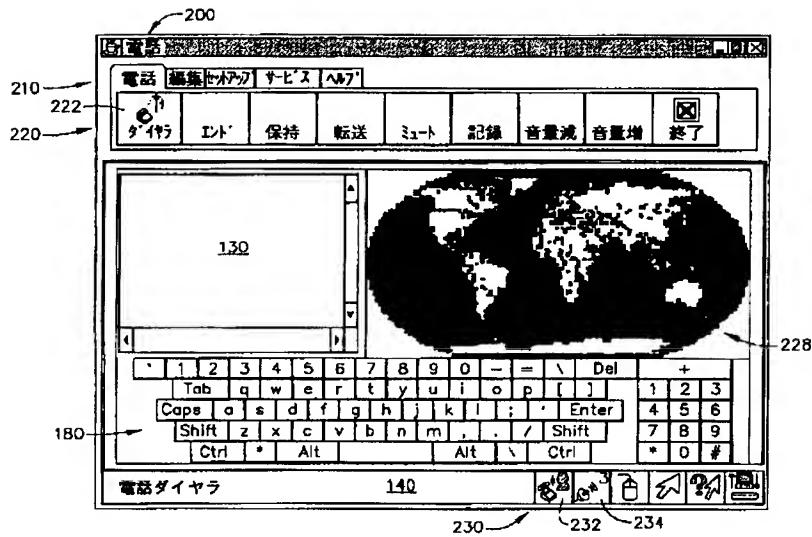 200
電話
210
電話 編集 セットアップ サービス ヘルプ
222
220
ダイヤラ エンド 保持 転送 ミュート 記録 音量減 音量増 終了
130
228
` 1 2 3 4 5 6 7 8 9 0 − = \ Del +
Tab q w e r t y u i o p [ ] 1 2 3
Caps a s d f g h j k l ; ' Enter 4 5 6
180
Shift z x c v b n m , . / Shift 7 8 9
Ctrl * Alt Alt \ Ctrl * 0 #
電話ダイヤラ 140 2 3 ?
230 232 234